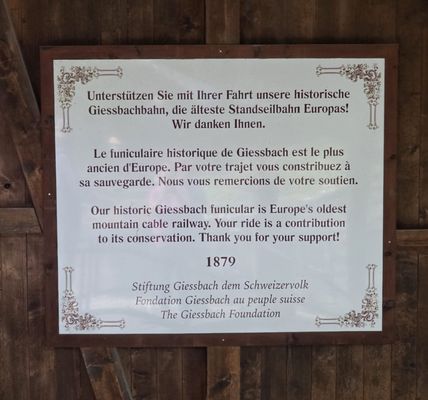 Unterstützen Sie mit Ihrer Fahrt unsere historische
Giessbachbahn, die älteste Standseilbahn Europas!
Wir danken Ihnen.
Le funiculaire historique de Giessbach est le plus
ancien d'Europe. Par votre trajet vous constribuez à
sa sauvegarde. Nous vous remercions de votre soutien.
Our historic Giessbach funicular is Europe's oldest
mountain cable railway. Your ride is a contribution
to its conservation. Thank you for your support!
1879
Stiftung Giessbach dem Schweizervolk
Fondation Giessbach au peuple suisse
The Giessbach Foundation